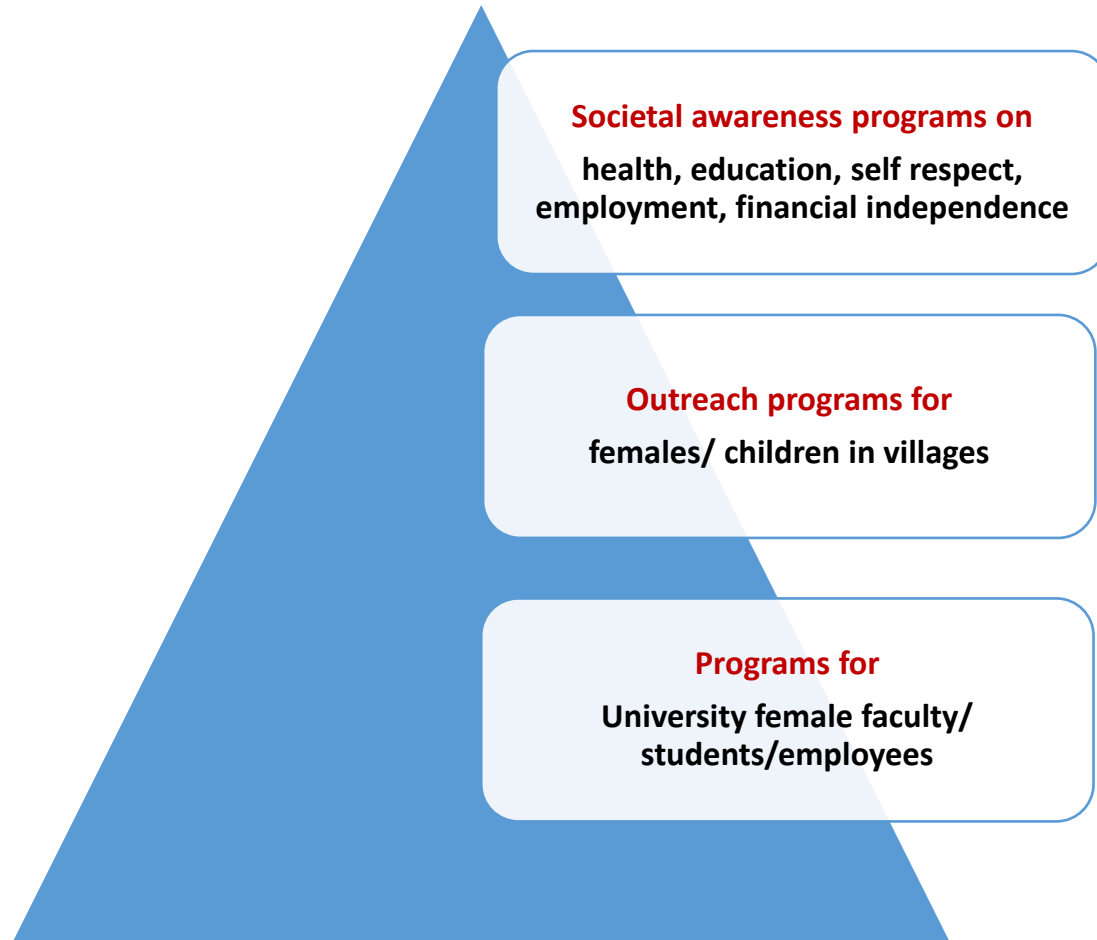 Societal awareness programs on
health, education, self respect,
employment, financial independence
Outreach programs for
females/ children in villages
Programs for
University female faculty/
students/employees